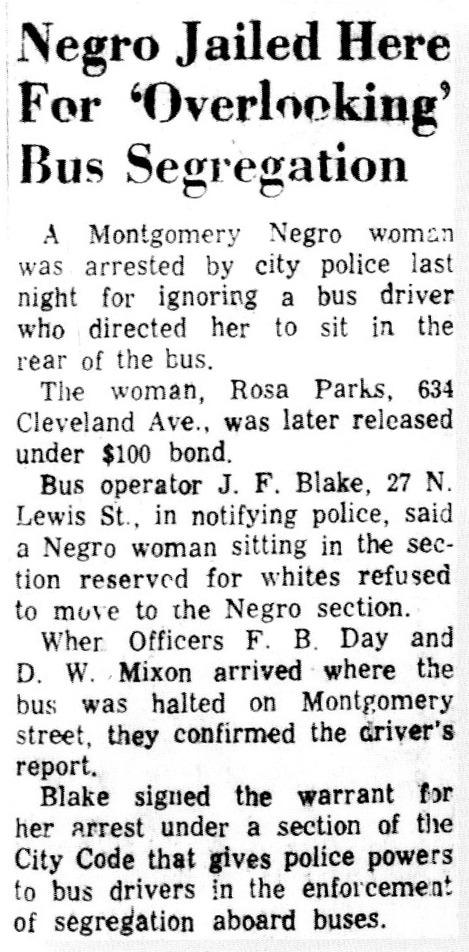 Negro Jailed Here
For ‘Overlooking’
Bus Segregation
A Montgomery Negro woman
was arrested by city police last
night for ignoring a bus driver
who directed her to sit in the
rear of the bus.
The woman, Rosa Parks, 634
Cleveland Ave., was later released
under $100 bond.
Bus operator J. F. Blake, 27 N.
Lewis St., in notifying police, said
a Negro woman sitting in the sec-
tion reserved for whites refused
to move to the Negro section.
Wher Officers F. B. Day and
D. W. Mixon arrived where the
bus was halted on Montgomery
street, they confirmed the driver's
report.
Blake signed the warrant for
her arrest under a section of the
City Code that gives police powers
to bus drivers in the enforcement
of segregation aboard buses.